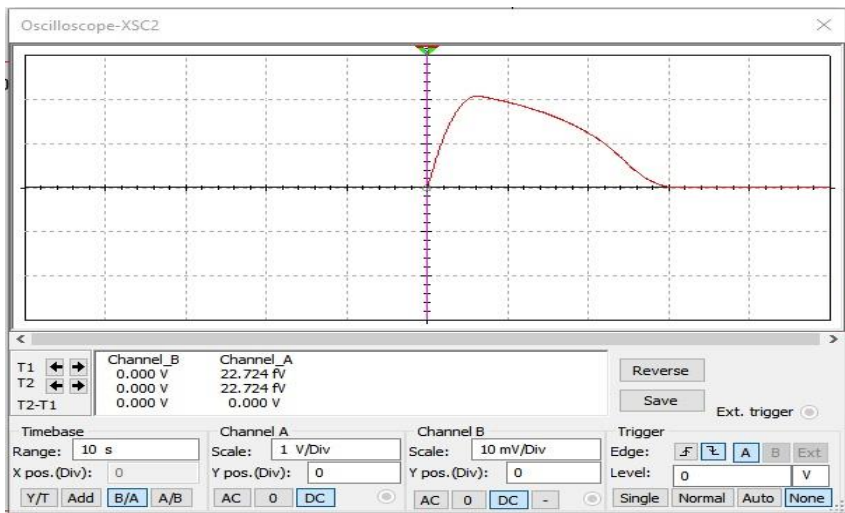 Oscilloscope-XSC2
Channel_B Channel_A
T1 0.000 V 22.724 fV
T2 0.000 V 22.724 fV
T2-T1 0.000 V 0.000 V
Reverse
Save
Ext. trigger
Timebase
Range: 10 s
X pos.(Div): 0
Y/T Add B/A A/B
Channel A
Scale: 1 V/Div
Y pos.(Div): 0
AC 0 DC
Channel B
Scale: 10 mV/Div
Y pos.(Div): 0
AC 0 DC -
Trigger
Edge: A B Ext
Level: 0 V
Single Normal Auto None